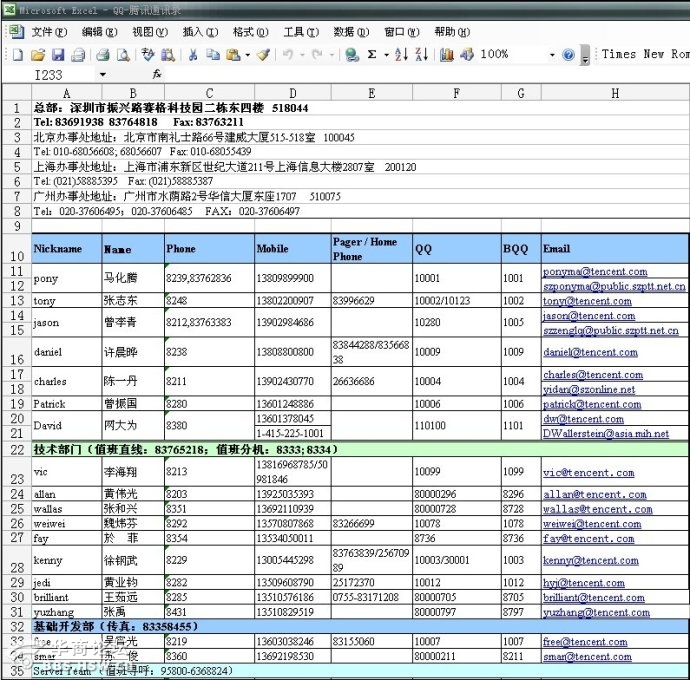 Microsoft Excel - QQ-腾讯通讯录
文件(F) 编辑(E) 视图(V) 插入(I) 格式(O) 工具(T) 数据(D) 窗口(W) 帮助(H)
100% Times New Rom
I233 fx
A B C D E F G H
1 总部：深圳市振兴路赛格科技园二栋东四楼 518044
2 Tel: 83691938 83764818 Fax: 83763211
3 北京办事处地址：北京市南礼士路66号建威大厦515-518室 100045
4 Tel: 010-68056608; 68056607 Fax: 010-68055439
5 上海办事处地址：上海市浦东新区世纪大道211号上海信息大楼2807室 200120
6 Tel: (021)58885395 Fax: (021)58885387
7 广州办事处地址：广州市水荫路2号华信大厦东座1707 510075
8 Tel：020-37606495；020-37606485 FAX：020-37606497
9
10 Nickname Name Phone Mobile Pager / Home Phone QQ BQQ Email
11 pony 马化腾 8239,83762836 13809899900 10001 1001 ponyma@tencent.com
12 szponyma@public.szptt.net.cn
13 tony 张志东 8248 13802200907 83996629 10002/10123 1002 tony@tencent.com
14 jason 曾李青 8212,83763383 13902984686 10280 1005 jason@tencent.com
15 szzenglq@public.szptt.net.cn
16 daniel 许晨晔 8238 13808800800 83844288/83566838 10009 1009 daniel@tencent.com
17 charles 陈一丹 8211 13902430770 26636686 10004 1004 charles@tencent.com
18 yidan@szonline.net
19 Patrick 曾振国 8280 13601248886 10006 1006 patrick@tencent.com
20 David 网大为 8380 13601378045 110100 1101 dw@tencent.com
21 1-415-225-1001 DWallerstein@asia.mih.net
22 技术部门（值班直线：83765218；值班分机：8333;8334）
23 vic 李海翔 8213 13816968785/50981846 10099 1099 vic@tencent.com
24 allan 黄伟光 8203 13925035393 80000296 8296 allan@tencent.com
25 wallas 张和兴 8351 13692110939 80000728 8728 wallas@tencent.com
26 weiwei 魏炜芬 8292 13570807868 83266699 10078 1078 weiwei@tencent.com
27 fay 於 菲 8354 13534050011 8736 8736 fay@tencent.com
28 kenny 徐钢武 8229 13005445298 83763839/25670989 10003/30001 1003 kenny@tencent.com
29 jedi 黄业钧 8282 13509608790 25172370 10012 1012 hyj@tencent.com
30 brilliant 王茹远 8285 13510576186 0755-83171208 80000705 8705 brilliant@tencent.com
31 yuzhang 张禹 8431 13510829519 80000797 8797 yuzhang@tencent.com
32 基础开发部（传真：83358455）
33 free 吴宵光 8219 13603038246 83155060 10007 1007 free@tencent.com
34 smar 俊 8360 13692198530 80000211 8211 smar@tencent.com
35 Server Team（值班寻呼：95800-6368824）
华商论坛
BBS.HSW.CN